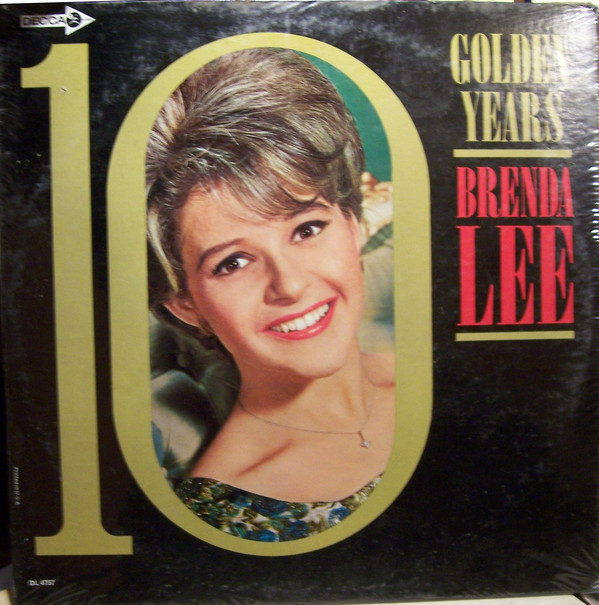 DECCA
10
GOLDEN
YEARS
BRENDA
LEE
DL 4757